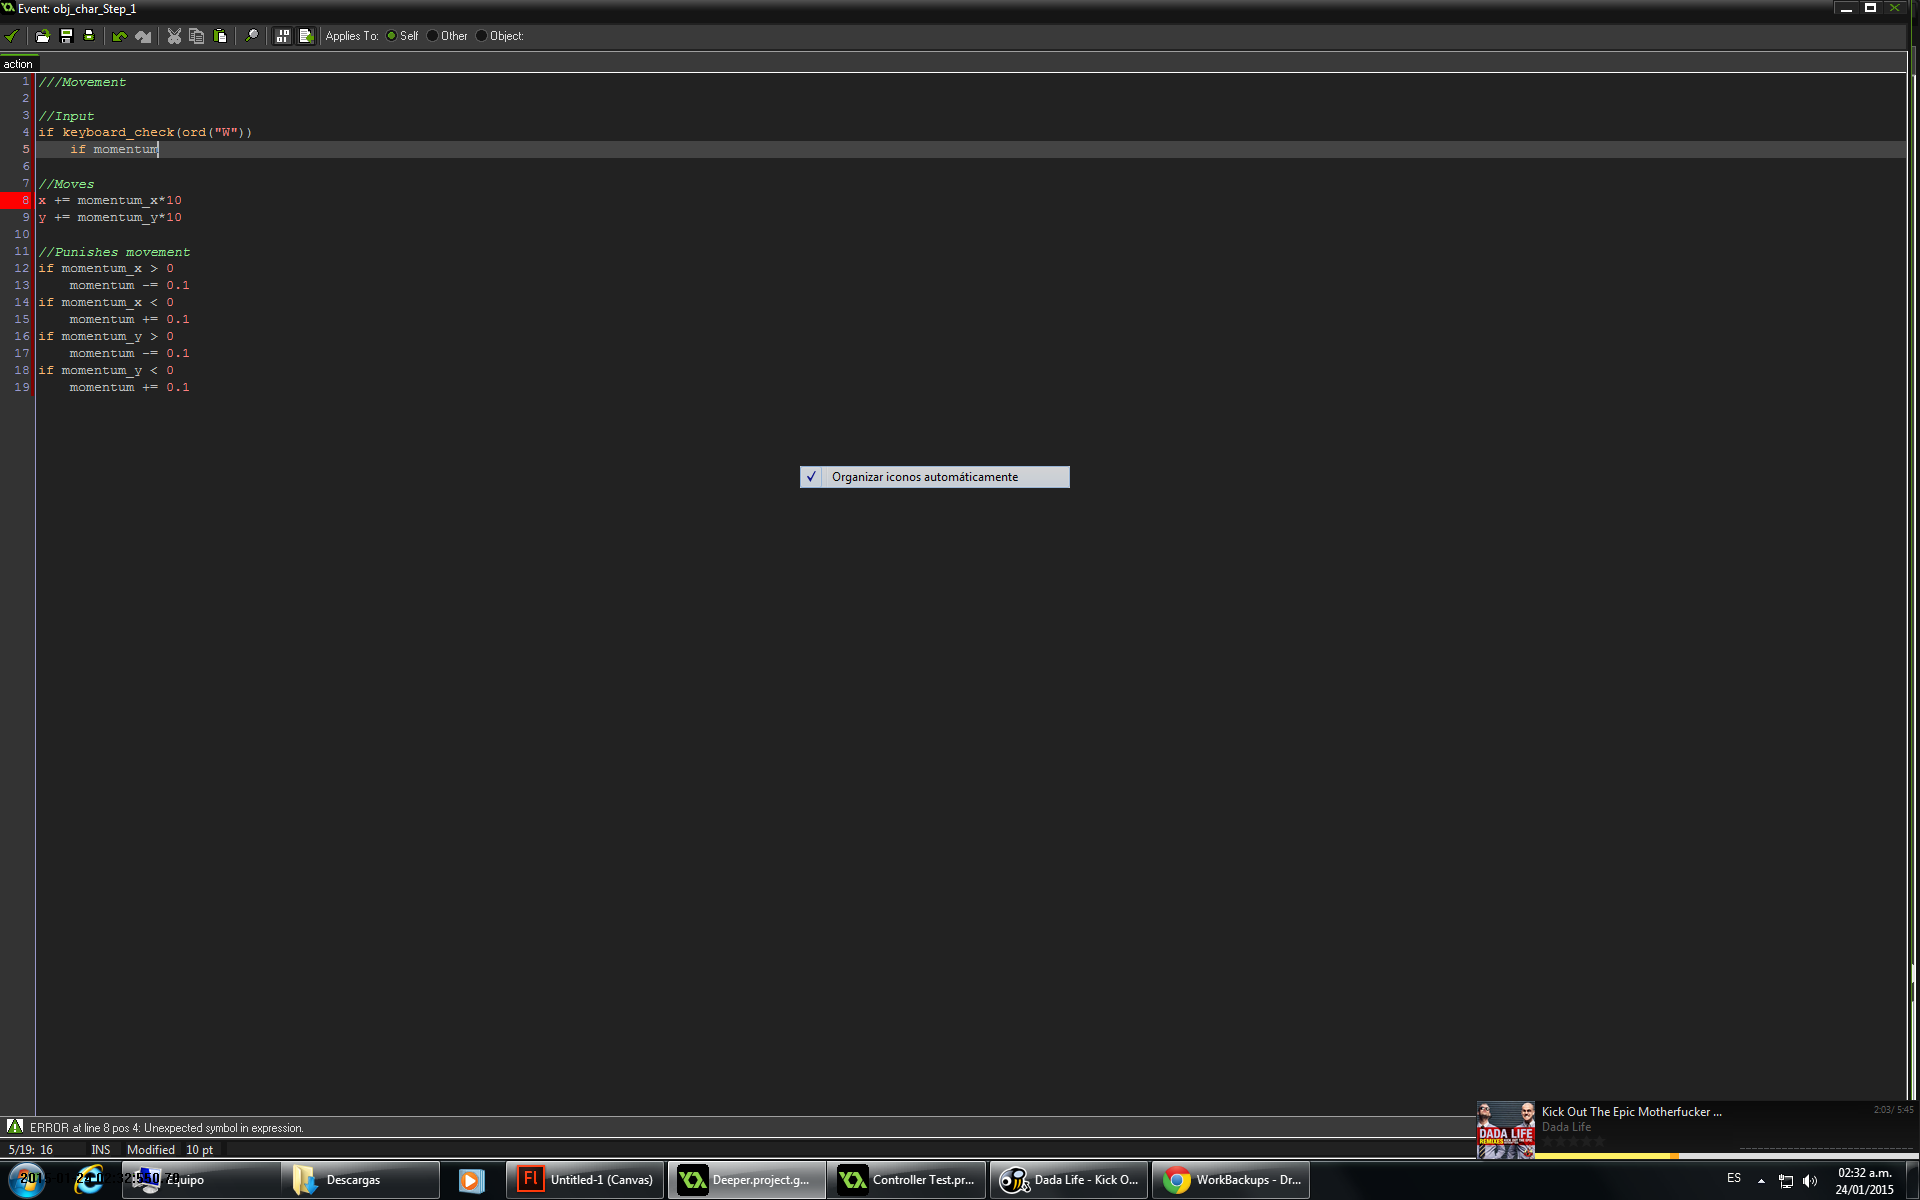 Event: obj_char_Step_1
Applies To: Self Other Object:
action
1 ///Movement
2
3 //Input
4 if keyboard_check(ord("W"))
5     if momentum
6
7 //Moves
8 x += momentum_x*10
9 y += momentum_y*10
10
11 //Punishes movement
12 if momentum_x > 0
13     momentum -= 0.1
14 if momentum_x < 0
15     momentum += 0.1
16 if momentum_y > 0
17     momentum -= 0.1
18 if momentum_y < 0
19     momentum += 0.1
✓ Organizar iconos automáticamente
Kick Out The Epic Motherfucker ...
2:03/ 5:45
Dada Life
DADA LIFE
ERROR at line 8 pos 4: Unexpected symbol in expression.
5/19: 16 INS Modified 10 pt
Equipo
Descargas
Fl Untitled-1 (Canvas)
Deeper.project.g...
Controller Test.pr...
Dada Life - Kick O...
WorkBackups - Dr...
ES
02:32 a.m.
24/01/2015